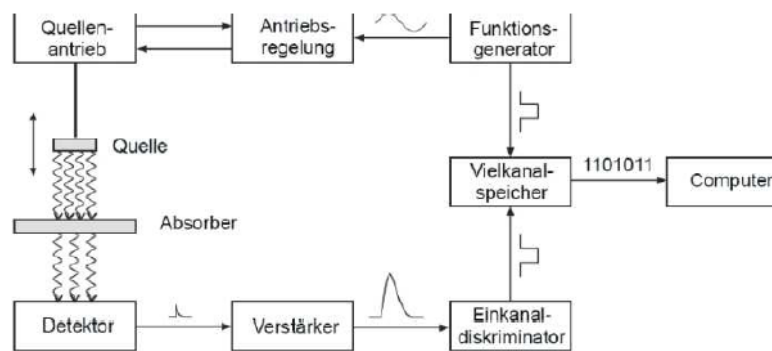 Quellen-
antrieb
Antriebs-
regelung
Funktions-
generator
Quelle
Vielkanal-
speicher
1101011
Computer
Absorber
Detektor
Verstärker
Einkanal-
diskriminator